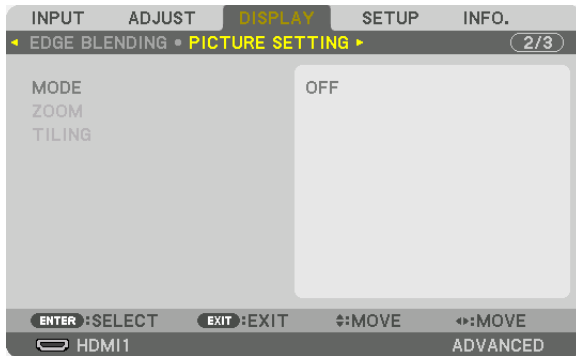 INPUT ADJUST DISPLAY SETUP INFO.
◂ EDGE BLENDING • PICTURE SETTING ▸ 2/3
MODE OFF
ZOOM
TILING
ENTER:SELECT EXIT:EXIT ♦:MOVE ◂▸:MOVE
HDMI1 ADVANCED